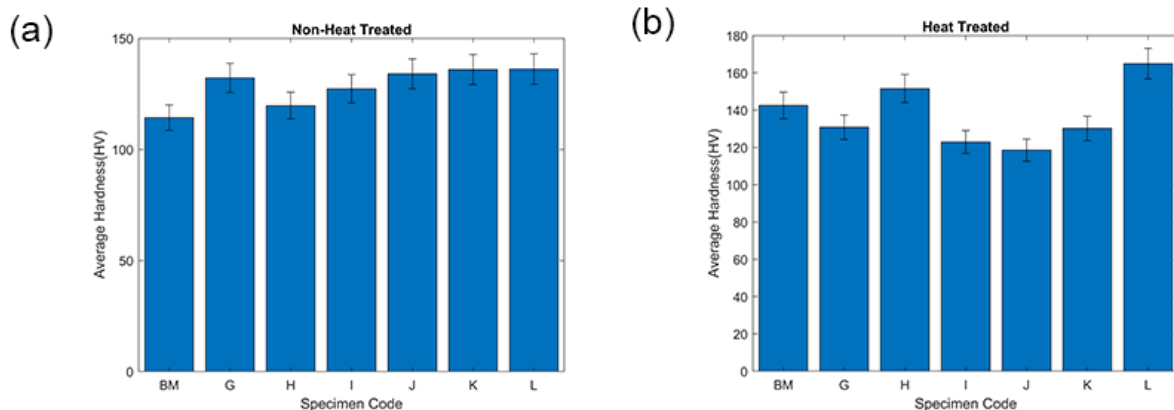 (a)
Non-Heat Treated
150
100
50
0
Average Hardness(HV)
BM G H I J K L
Specimen Code
(b)
Heat Treated
180
160
140
120
100
80
60
40
20
0
Average Hardness(HV)
BM G H I J K L
Specimen Code